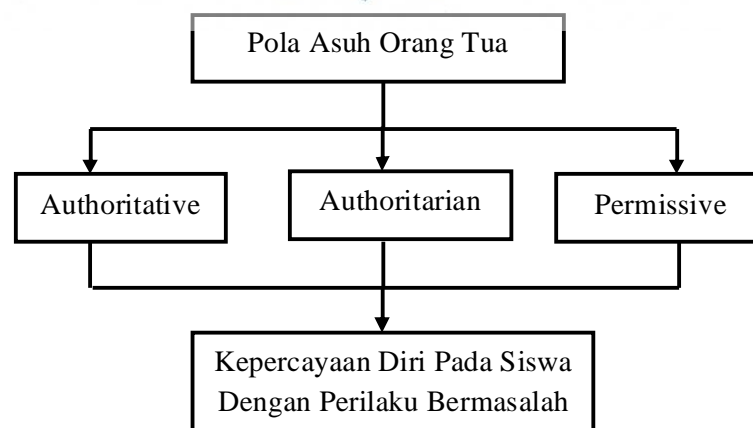 Pola Asuh Orang Tua
Authoritative
Authoritarian
Permissive
Kepercayaan Diri Pada Siswa
Dengan Perilaku Bermasalah